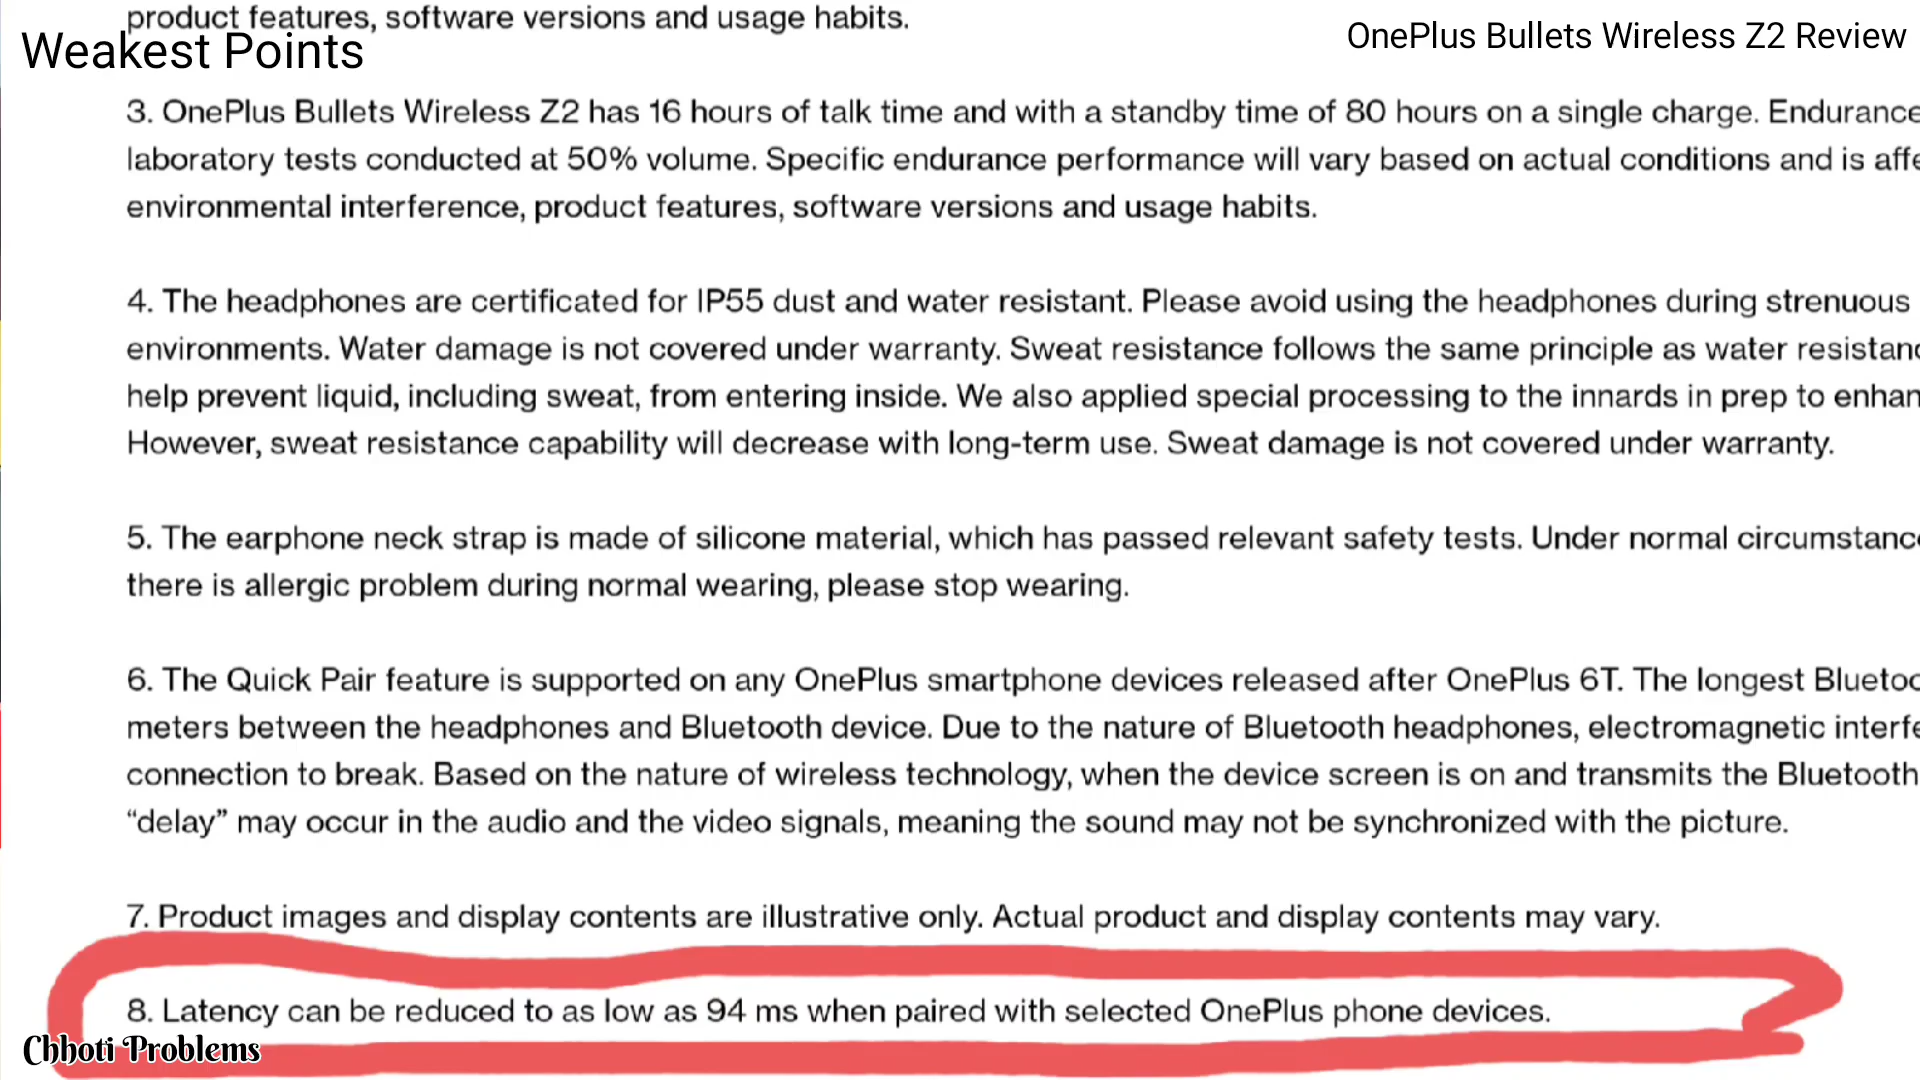 product features, software versions and usage habits.
Weakest Points
OnePlus Bullets Wireless Z2 Review
3. OnePlus Bullets Wireless Z2 has 16 hours of talk time and with a standby time of 80 hours on a single charge. Endurance
laboratory tests conducted at 50% volume. Specific endurance performance will vary based on actual conditions and is affe
environmental interference, product features, software versions and usage habits.
4. The headphones are certificated for IP55 dust and water resistant. Please avoid using the headphones during strenuous
environments. Water damage is not covered under warranty. Sweat resistance follows the same principle as water resistanc
help prevent liquid, including sweat, from entering inside. We also applied special processing to the innards in prep to enhan
However, sweat resistance capability will decrease with long-term use. Sweat damage is not covered under warranty.
5. The earphone neck strap is made of silicone material, which has passed relevant safety tests. Under normal circumstance
there is allergic problem during normal wearing, please stop wearing.
6. The Quick Pair feature is supported on any OnePlus smartphone devices released after OnePlus 6T. The longest Bluetoo
meters between the headphones and Bluetooth device. Due to the nature of Bluetooth headphones, electromagnetic interfe
connection to break. Based on the nature of wireless technology, when the device screen is on and transmits the Bluetooth
“delay” may occur in the audio and the video signals, meaning the sound may not be synchronized with the picture.
7. Product images and display contents are illustrative only. Actual product and display contents may vary.
8. Latency can be reduced to as low as 94 ms when paired with selected OnePlus phone devices.
Chhoti Problems